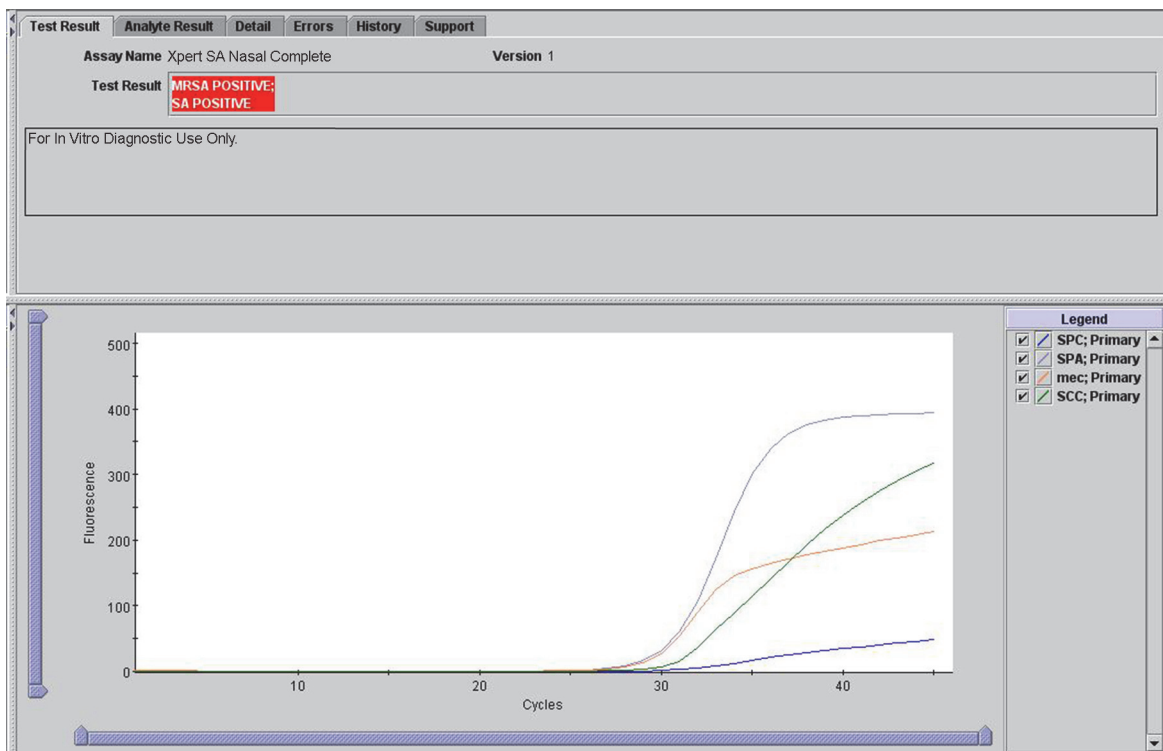 Test Result Analyte Result Detail Errors History Support
Assay Name Xpert SA Nasal Complete Version 1
Test Result MRSA POSITIVE;
SA POSITIVE
For In Vitro Diagnostic Use Only.
Legend
SPC; Primary
SPA; Primary
mec; Primary
SCC; Primary
500
400
300
200
100
0
Fluorescence
10 20 30 40
Cycles